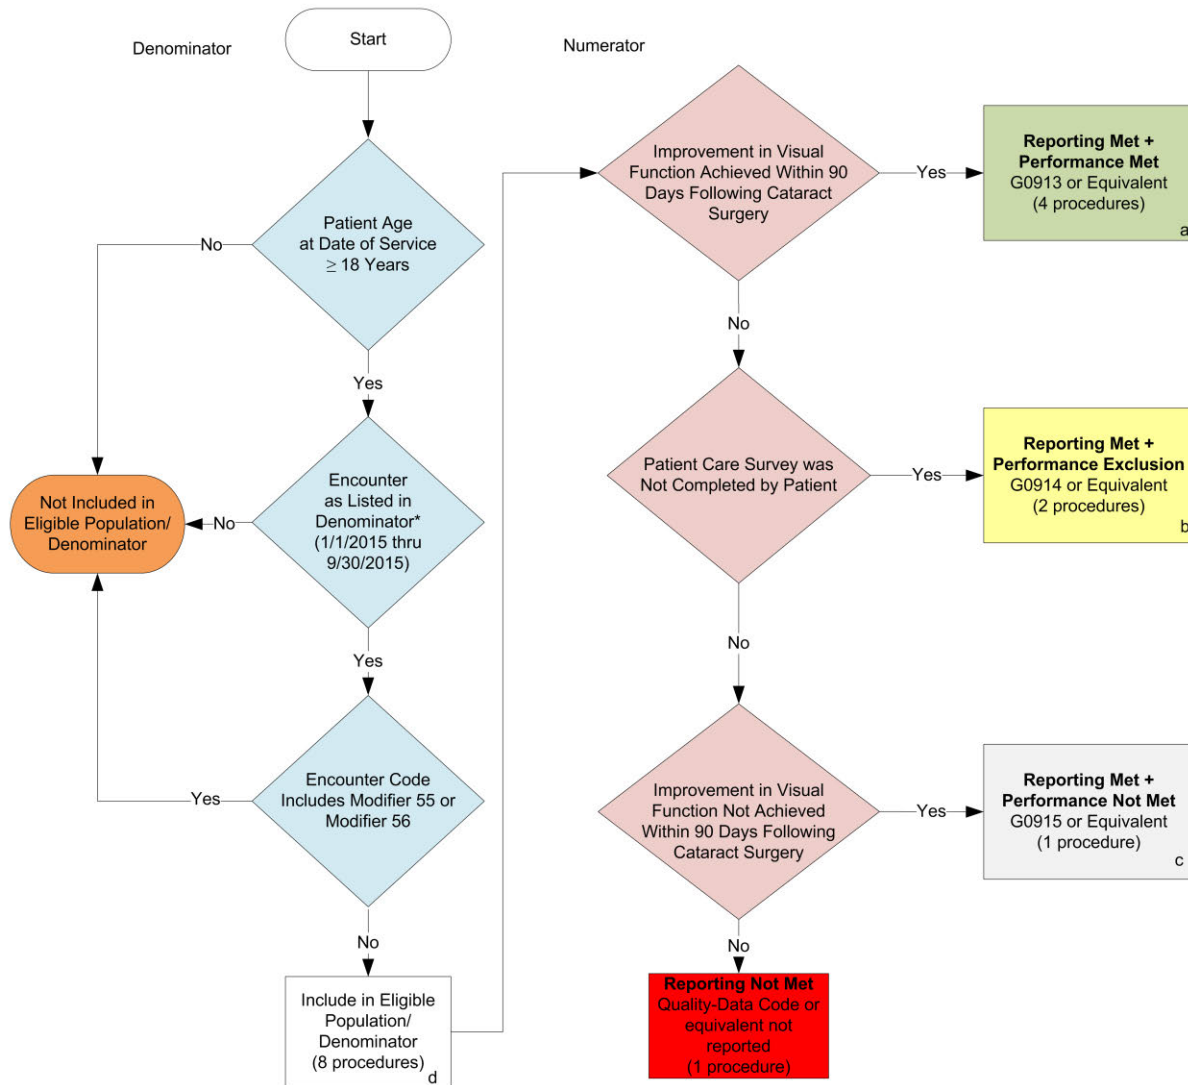 Denominator
Start
Numerator
Patient Age
at Date of Service
≥ 18 Years
No
Yes
Encounter
as Listed in
Denominator*
(1/1/2015 thru
9/30/2015)
No
Not Included in
Eligible Population/
Denominator
Yes
Encounter Code
Includes Modifier 55 or
Modifier 56
Yes
No
Include in Eligible
Population/
Denominator
(8 procedures)
d
Improvement in Visual
Function Achieved Within 90
Days Following Cataract
Surgery
Yes
Reporting Met +
Performance Met
G0913 or Equivalent
(4 procedures)
a
No
Patient Care Survey was
Not Completed by Patient
Yes
Reporting Met +
Performance Exclusion
G0914 or Equivalent
(2 procedures)
b
No
Improvement in Visual
Function Not Achieved
Within 90 Days Following
Cataract Surgery
Yes
Reporting Met +
Performance Not Met
G0915 or Equivalent
(1 procedure)
c
No
Reporting Not Met
Quality-Data Code or
equivalent not
reported
(1 procedure)